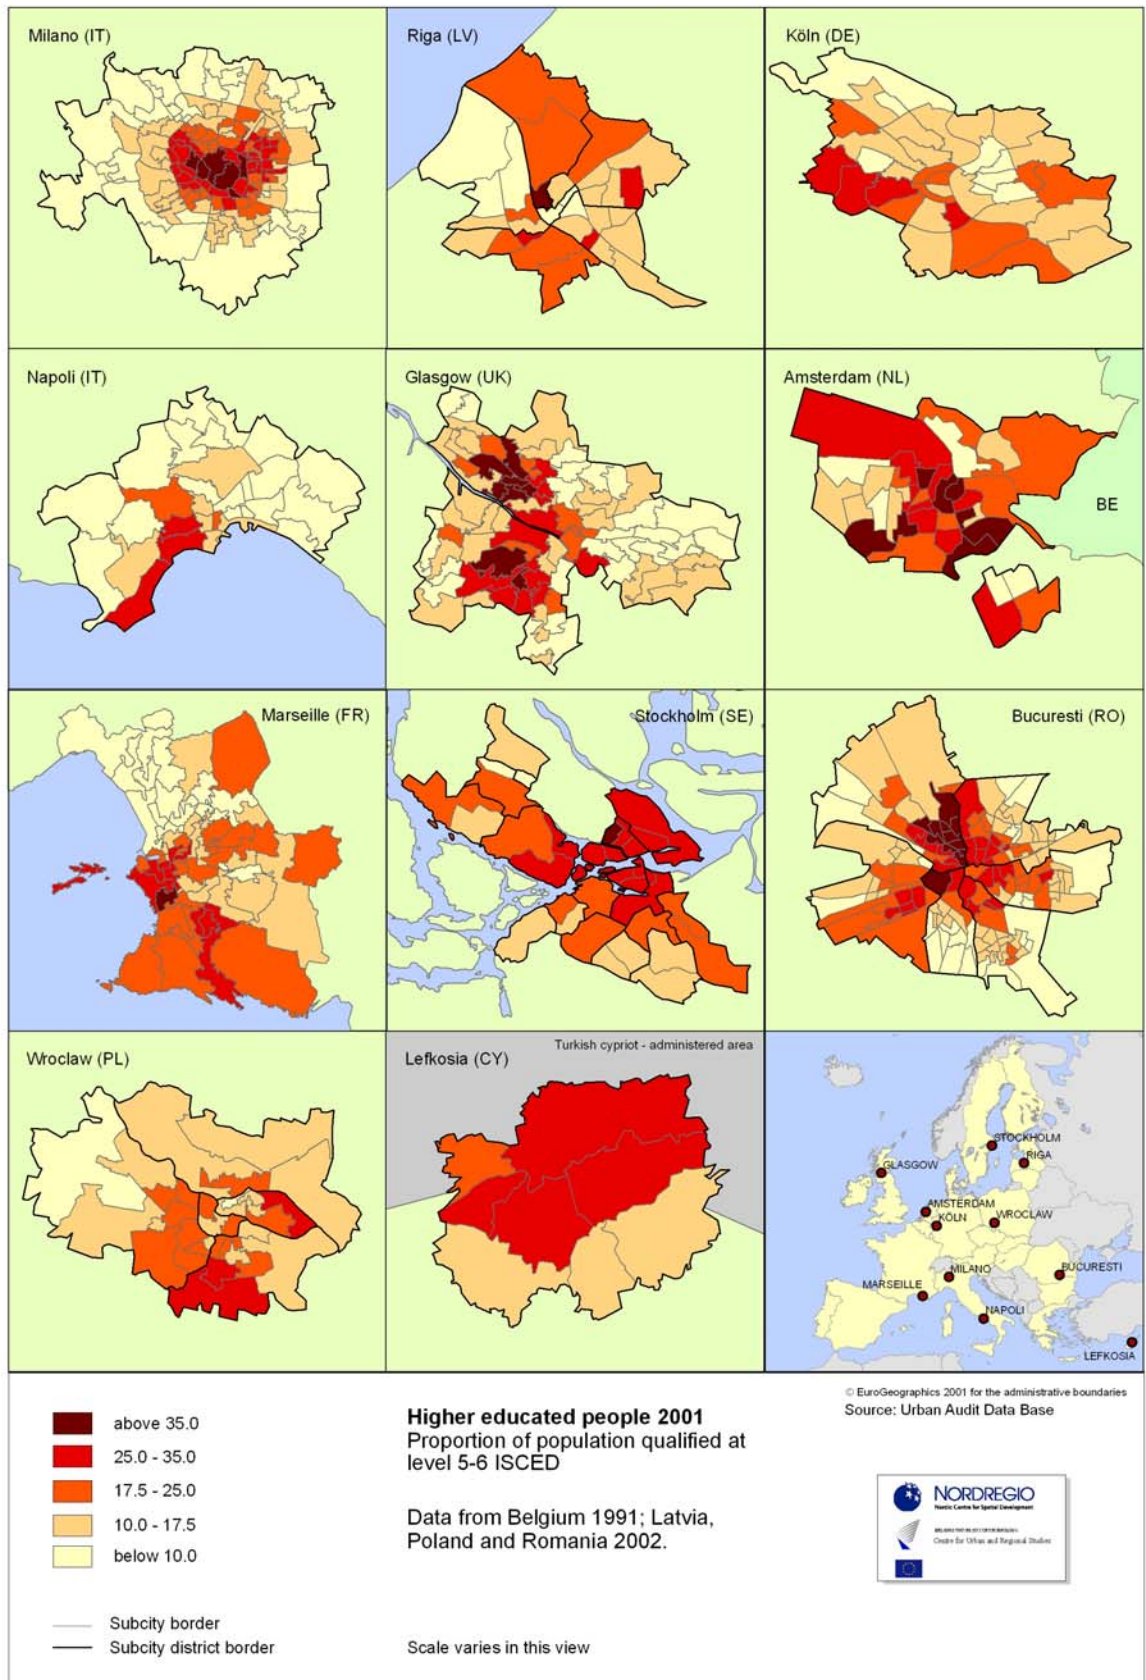 Milano (IT)
Riga (LV)
Köln (DE)
Napoli (IT)
Glasgow (UK)
Amsterdam (NL)
BE
Marseille (FR)
Stockholm (SE)
Bucuresti (RO)
Wroclaw (PL)
Lefkosia (CY)
Turkish cypriot - administered area
STOCKHOLM
RIGA
GLASGOW
AMSTERDAM
KÖLN
WROCLAW
MILANO
BUCURESTI
MARSEILLE
NAPOLI
LEFKOSIA
© EuroGeographics 2001 for the administrative boundaries
Source: Urban Audit Data Base
above 35.0
25.0 - 35.0
17.5 - 25.0
10.0 - 17.5
below 10.0
Subcity border
Subcity district border
Higher educated people 2001
Proportion of population qualified at
level 5-6 ISCED
Data from Belgium 1991; Latvia,
Poland and Romania 2002.
Scale varies in this view
NORDREGIO
Nordic Centre for Spatial Development
Centre for Urban and Regional Studies